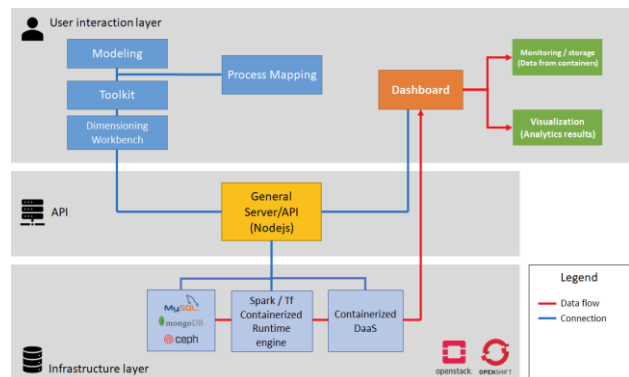 User interaction layer
Modeling
Process Mapping
Toolkit
Dimensioning
Workbench
Dashboard
Monitoring / storage
(Data from containers)
Visualization
(Analytics results)
API
General
Server/API
(Nodejs)
MySQL
mongoDB
ceph
Spark / Tf
Containerized
Runtime
engine
Containerized
DaaS
Infrastructure layer
openstack.
OPENSHIFT
Legend
Data flow
Connection